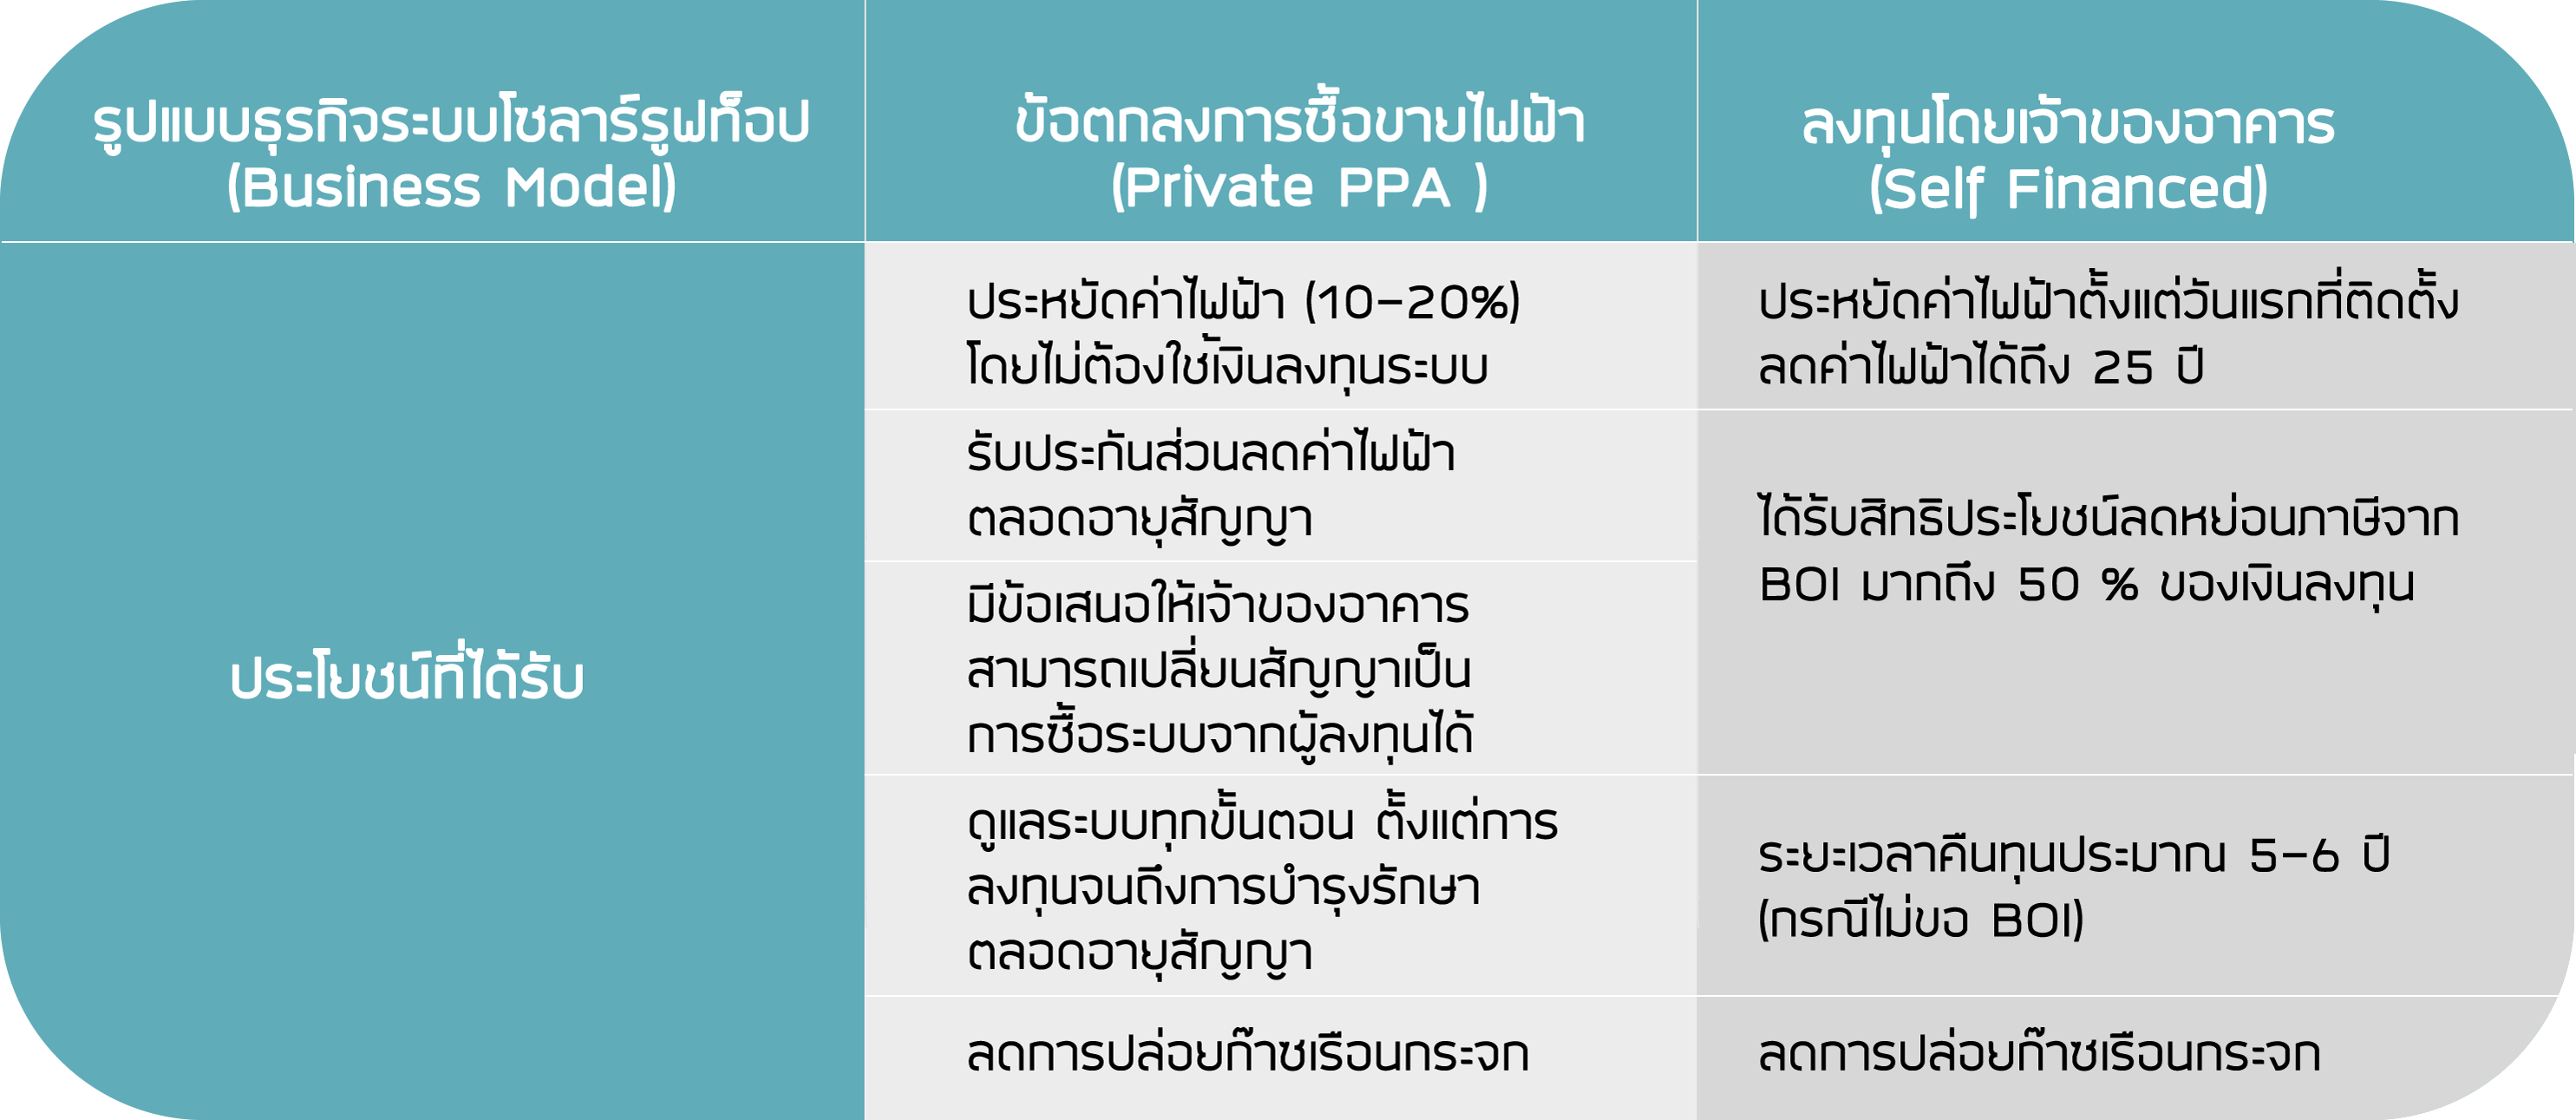 รูปแบบธุรกิจระบบโซลาร์รูฟท็อป
(Business Model)
ข้อตกลงการซื้อขายไฟฟ้า
(Private PPA )
ลงทุนโดยเจ้าของอาคาร
(Self Financed)
ประโยชน์ที่ได้รับ
ประหยัดค่าไฟฟ้า (10-20%)
โดยไม่ต้องใช้เงินลงทุนระบบ
ประหยัดค่าไฟฟ้าตั้งแต่วันแรกที่ติดตั้ง
ลดค่าไฟฟ้าได้ถึง 25 ปี
รับประกันส่วนลดค่าไฟฟ้า
ตลอดอายุสัญญา
ได้รับสิทธิประโยชน์ลดหย่อนภาษีจาก
BOI มากถึง 50 % ของเงินลงทุน
มีข้อเสนอให้เจ้าของอาคาร
สามารถเปลี่ยนสัญญาเป็น
การซื้อระบบจากผู้ลงทุนได้
ดูแลระบบทุกขั้นตอน ตั้งแต่การ
ลงทุนจนถึงการบำรุงรักษา
ตลอดอายุสัญญา
ระยะเวลาคืนทุนประมาณ 5-6 ปี
(กรณีไม่ขอ BOI)
ลดการปล่อยก๊าซเรือนกระจก
ลดการปล่อยก๊าซเรือนกระจก